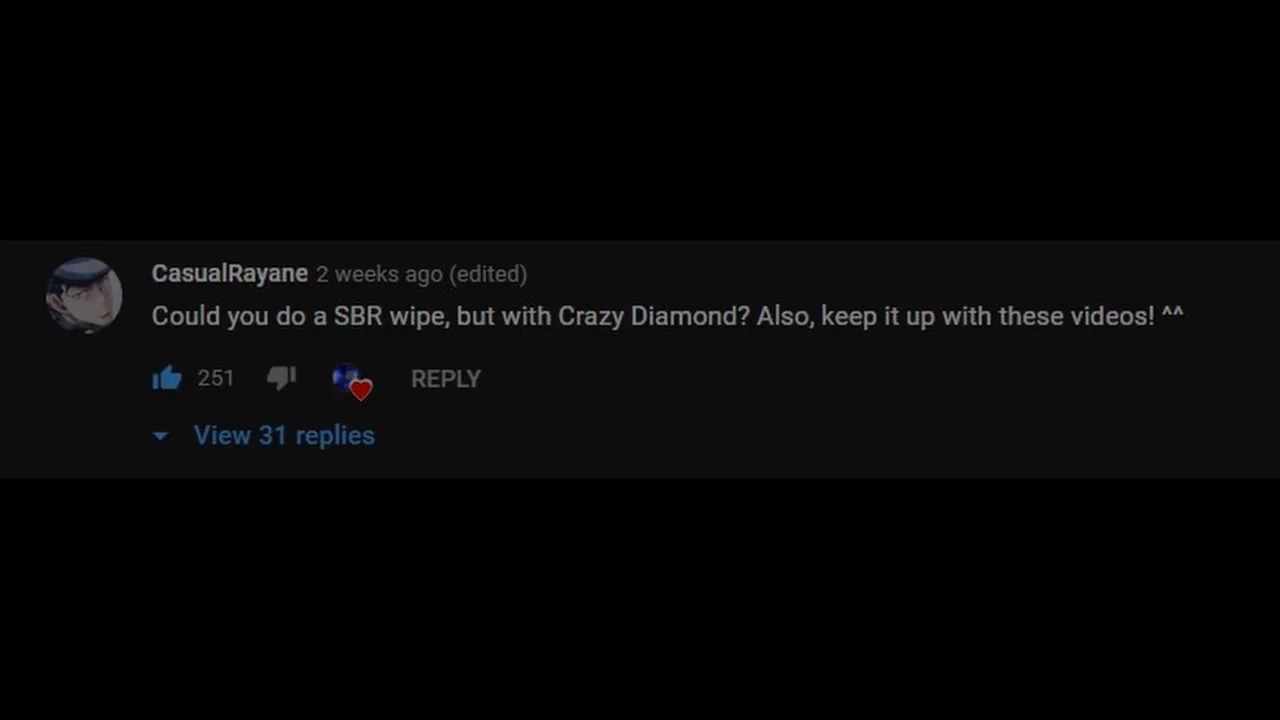 CasualRayane 2 weeks ago (edited)
Could you do a SBR wipe, but with Crazy Diamond? Also, keep it up with these videos! ^^
251 REPLY
View 31 replies